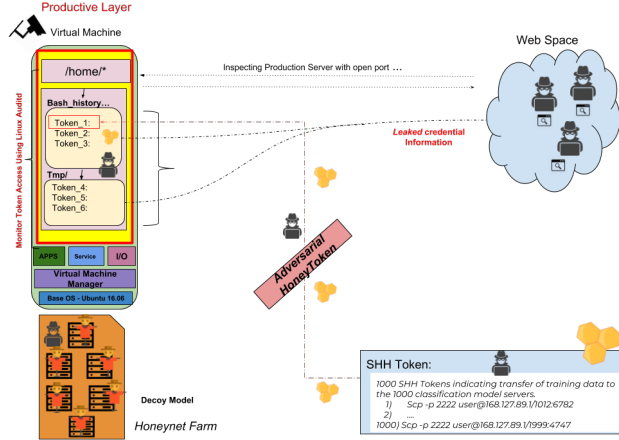 Productive Layer
Virtual Machine
Monitor Token Access Using Linux Auditd
/home/*
Bash_history...
Token_1:
Token_2:
Token_3:
Tmp/
Token_4:
Token_5:
Token_6:
APPS
Service
I/O
Virtual Machine
Manager
Base OS - Ubuntu 16.06
Decoy Model
Honeynet Farm
Inspecting Production Server with open port ...
Web Space
Leaked credential
Information
Adversarial
HoneyToken
SHH Token:
1000 SHH Tokens indicating transfer of training data to
the 1000 classification model servers.
1) Scp -p 2222 user@168.127.89.1/1012:6782
2) ....
1000) Scp -p 2222 user@168.127.89.1/1999:4747